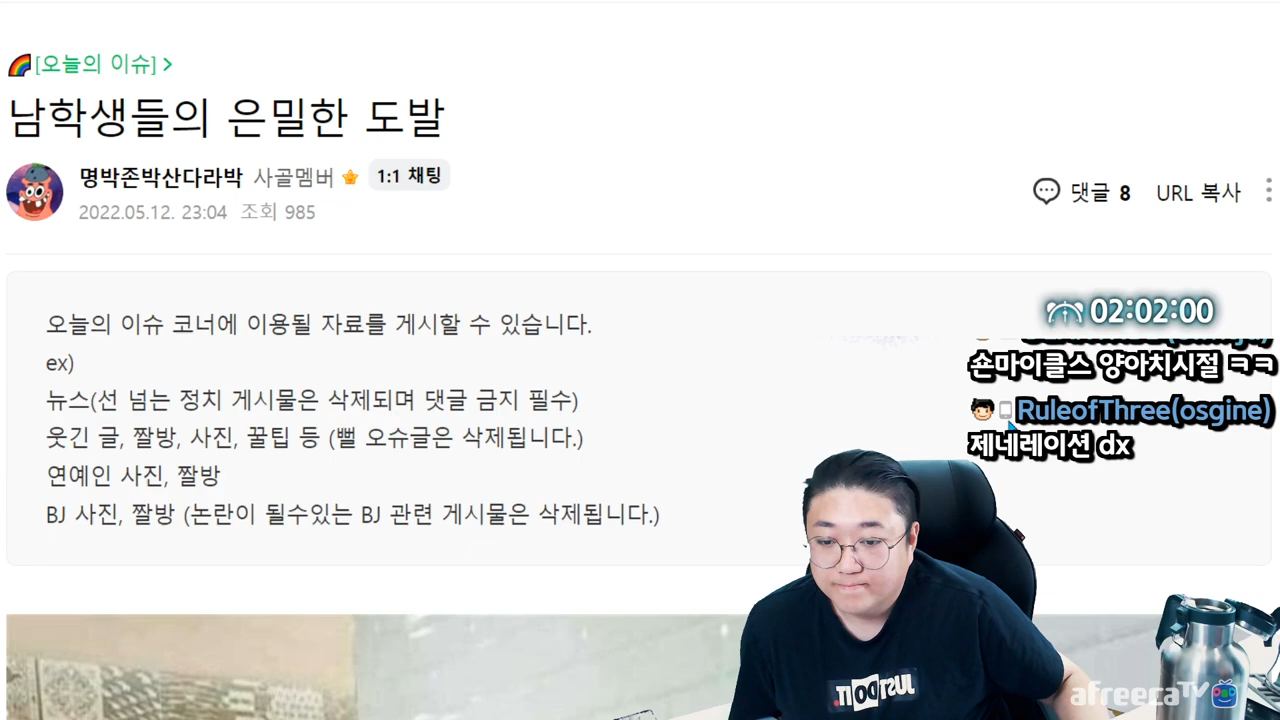 [오늘의 이슈] >
남학생들의 은밀한 도발
명박존박산다라박 사골멤버 1:1 채팅
2022.05.12. 23:04 조회 985
댓글 8 URL 복사
오늘의 이슈 코너에 이용될 자료를 게시할 수 있습니다.
ex)
뉴스(선 넘는 정치 게시물은 삭제되며 댓글 금지 필수)
웃긴 글, 짤방, 사진, 꿀팁 등 (뻘 오슈글은 삭제됩니다.)
연예인 사진, 짤방
BJ 사진, 짤방 (논란이 될수있는 BJ 관련 게시물은 삭제됩니다.)
02:02:00
숀마이클스 양아치시절 ㅋㅋ
RuleofThree(osgine)
제네레이션 dx
JUST DO IT.
afreecaTV